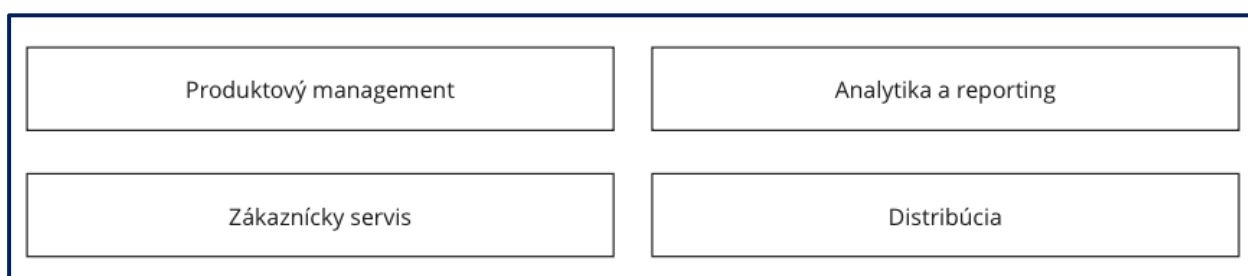 Produktový management
Analytika a reporting
Zákaznícky servis
Distribúcia